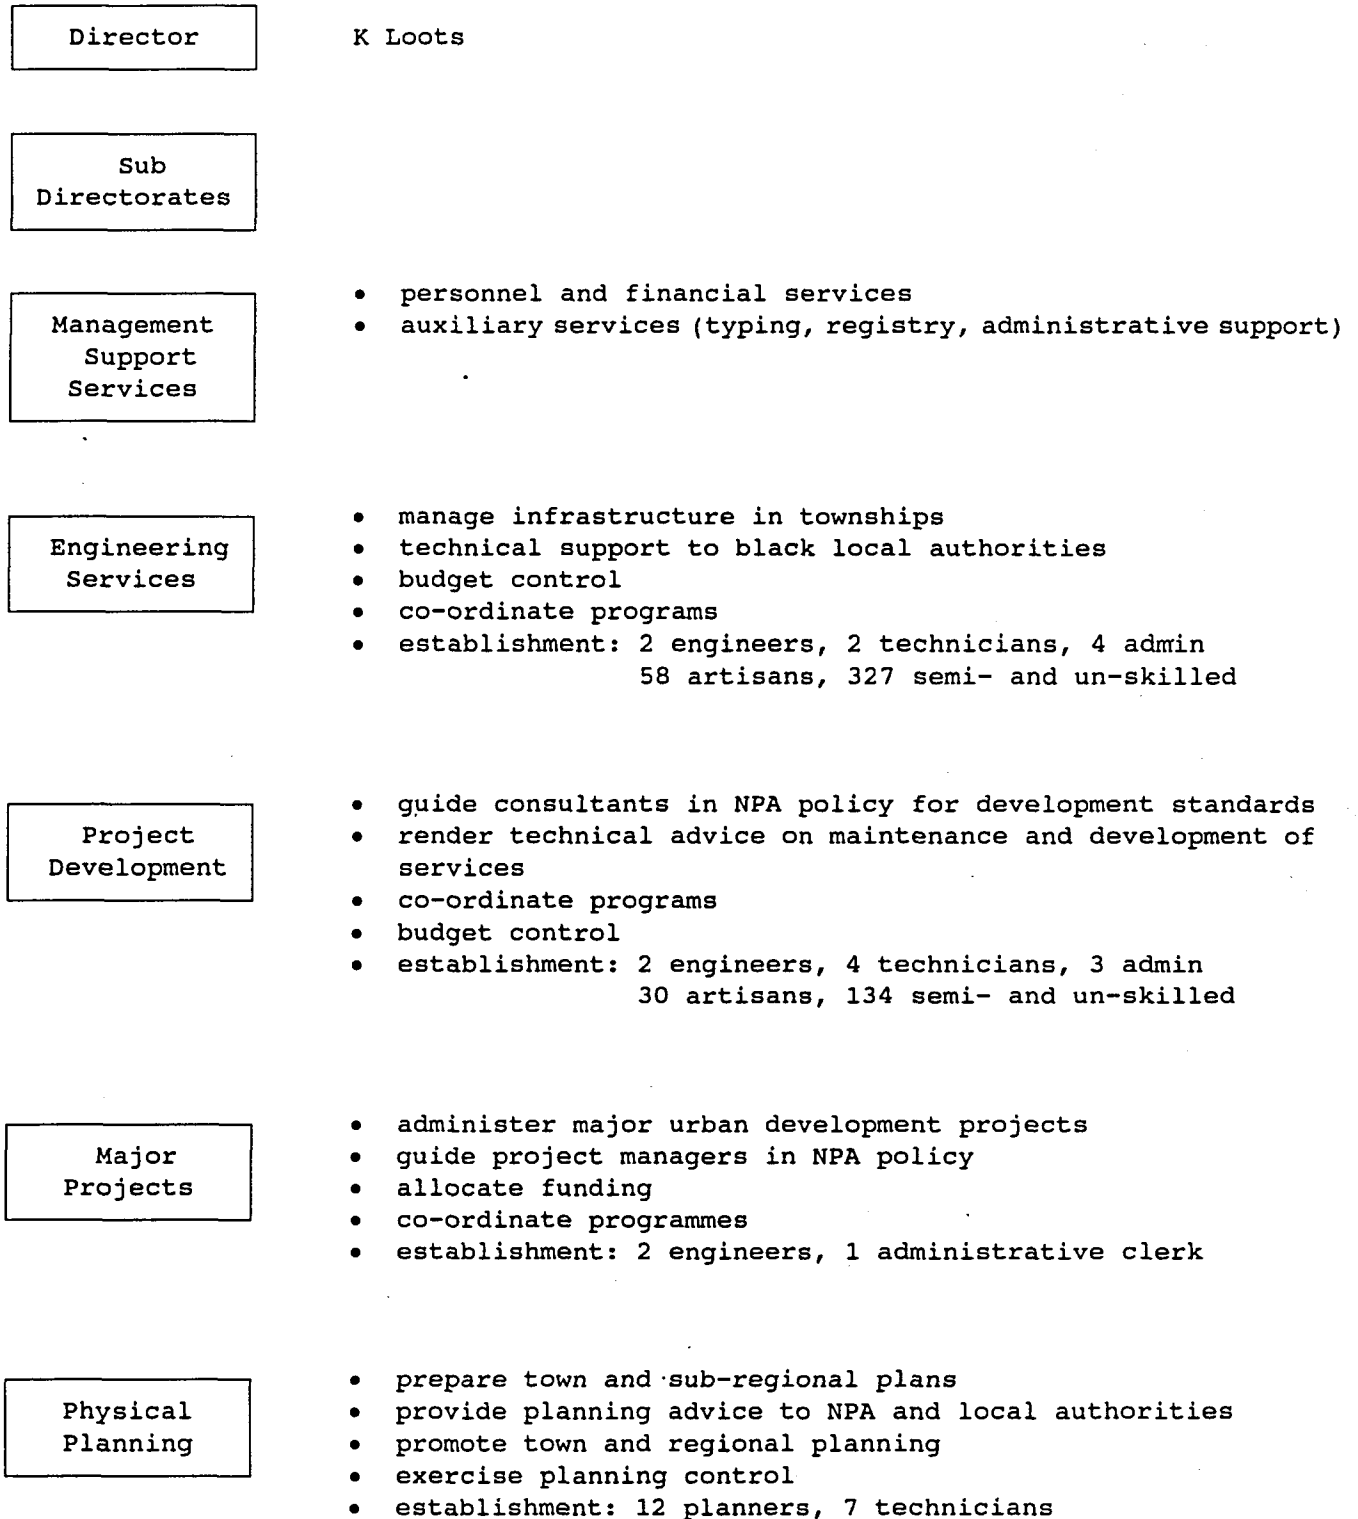 Director
K Loots
Sub
Directorates
Management
Support
Services
• personnel and financial services
• auxiliary services (typing, registry, administrative support)
Engineering
Services
• manage infrastructure in townships
• technical support to black local authorities
• budget control
• co-ordinate programs
• establishment: 2 engineers, 2 technicians, 4 admin
58 artisans, 327 semi- and un-skilled
Project
Development
• guide consultants in NPA policy for development standards
• render technical advice on maintenance and development of
services
• co-ordinate programs
• budget control
• establishment: 2 engineers, 4 technicians, 3 admin
30 artisans, 134 semi- and un-skilled
Major
Projects
• administer major urban development projects
• guide project managers in NPA policy
• allocate funding
• co-ordinate programmes
• establishment: 2 engineers, 1 administrative clerk
Physical
Planning
• prepare town and sub-regional plans
• provide planning advice to NPA and local authorities
• promote town and regional planning
• exercise planning control
• establishment: 12 planners, 7 technicians